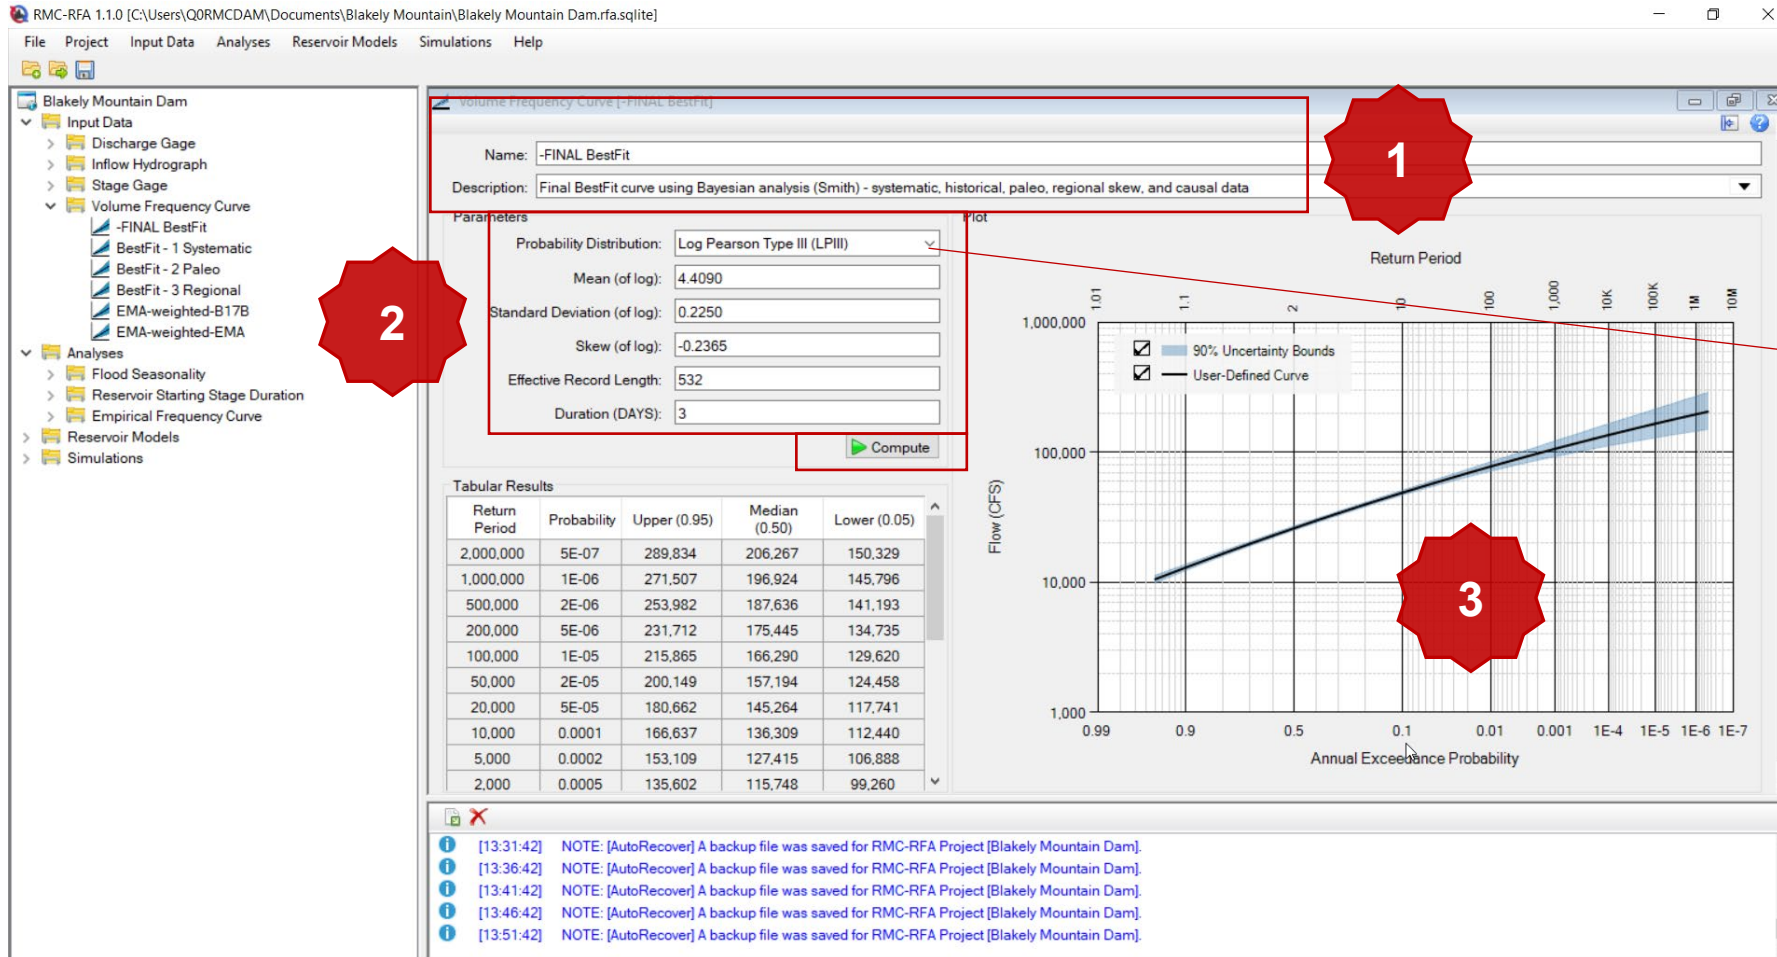 RMC-RFA 1.1.0 [C:\Users\Q0RMCDAM\Documents\Blakely Mountain\Blakely Mountain Dam.rfa.sqlite]
File Project Input Data Analyses Reservoir Models Simulations Help
Blakely Mountain Dam
Input Data
Discharge Gage
Inflow Hydrograph
Stage Gage
Volume Frequency Curve
-FINAL BestFit
BestFit - 1 Systematic
BestFit - 2 Paleo
BestFit - 3 Regional
EMA-weighted-B17B
EMA-weighted-EMA
Analyses
Flood Seasonality
Reservoir Starting Stage Duration
Empirical Frequency Curve
Reservoir Models
Simulations
Volume Frequency Curve [-FINAL BestFit]
Name: -FINAL BestFit
Description: Final BestFit curve using Bayesian analysis (Smith) - systematic, historical, paleo, regional skew, and causal data
1
2
Parameters
Probability Distribution: Log Pearson Type III (LPIII)
Mean (of log): 4.4090
Standard Deviation (of log): 0.2250
Skew (of log): -0.2365
Effective Record Length: 532
Duration (DAYS): 3
Compute
Tabular Results
Return Period Probability Upper (0.95) Median (0.50) Lower (0.05)
2,000,000 5E-07 289,834 206,267 150,329
1,000,000 1E-06 271,507 196,924 145,796
500,000 2E-06 253,982 187,636 141,193
200,000 5E-06 231,712 175,445 134,735
100,000 1E-05 215,865 166,290 129,620
50,000 2E-05 200,149 157,194 124,458
20,000 5E-05 180,662 145,264 117,741
10,000 0.0001 166,637 136,309 112,440
5,000 0.0002 153,109 127,415 106,888
2,000 0.0005 135,602 115,748 99,260
Plot
Return Period
1.01 1.1 2 10 100 1,000 10K 100K 1M 10M
90% Uncertainty Bounds
User-Defined Curve
1,000,000
100,000
10,000
1,000
Flow (CFS)
3
0.99 0.9 0.5 0.1 0.01 0.001 1E-4 1E-5 1E-6 1E-7
Annual Exceedance Probability
[13:31:42] NOTE: [AutoRecover] A backup file was saved for RMC-RFA Project [Blakely Mountain Dam].
[13:36:42] NOTE: [AutoRecover] A backup file was saved for RMC-RFA Project [Blakely Mountain Dam].
[13:41:42] NOTE: [AutoRecover] A backup file was saved for RMC-RFA Project [Blakely Mountain Dam].
[13:46:42] NOTE: [AutoRecover] A backup file was saved for RMC-RFA Project [Blakely Mountain Dam].
[13:51:42] NOTE: [AutoRecover] A backup file was saved for RMC-RFA Project [Blakely Mountain Dam].